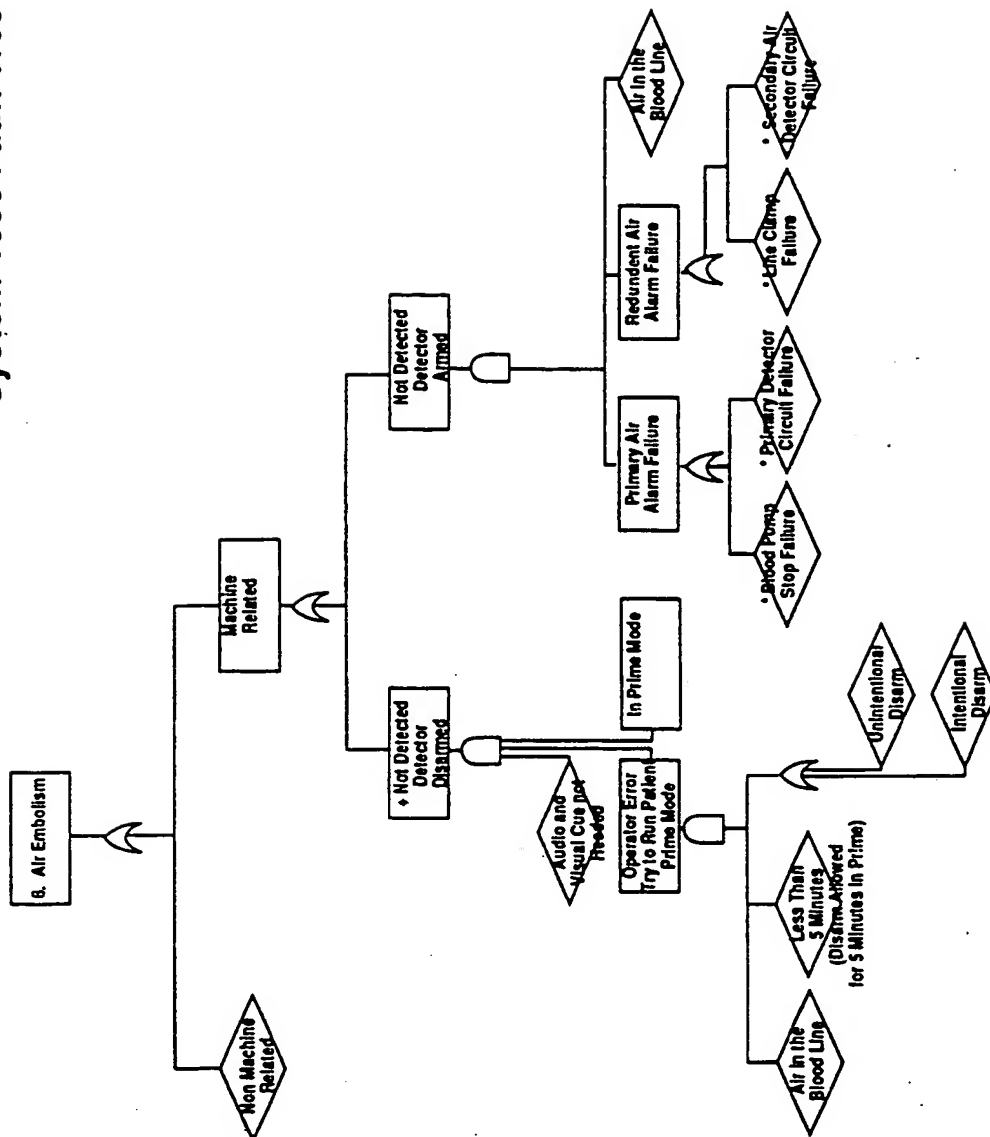 6. Air Embolism
Non Machine
Related
Machine
Related
+ Not Detected
Detector
Disarmed
Not Detected
Detector
Armed
Audio and
Visual Cue not
Heeded
Operator Error
Try to Run Patient
Prime Mode
In Prime Mode
Primary Air
Alarm Failure
Redundent Air
Alarm Failure
Air in the
Blood Line
Air in the
Blood Line
Less Than
5 Minutes
(Disarm Allowed
for 5 Minutes in Prime)
Unintentional
Disarm
Intentional
Disarm
* Blood Pump
Stop Failure
* Primary Detector
Circuit Failure
* Line Clamp
Failure
* Secondary Air
Detector Circuit
Failure